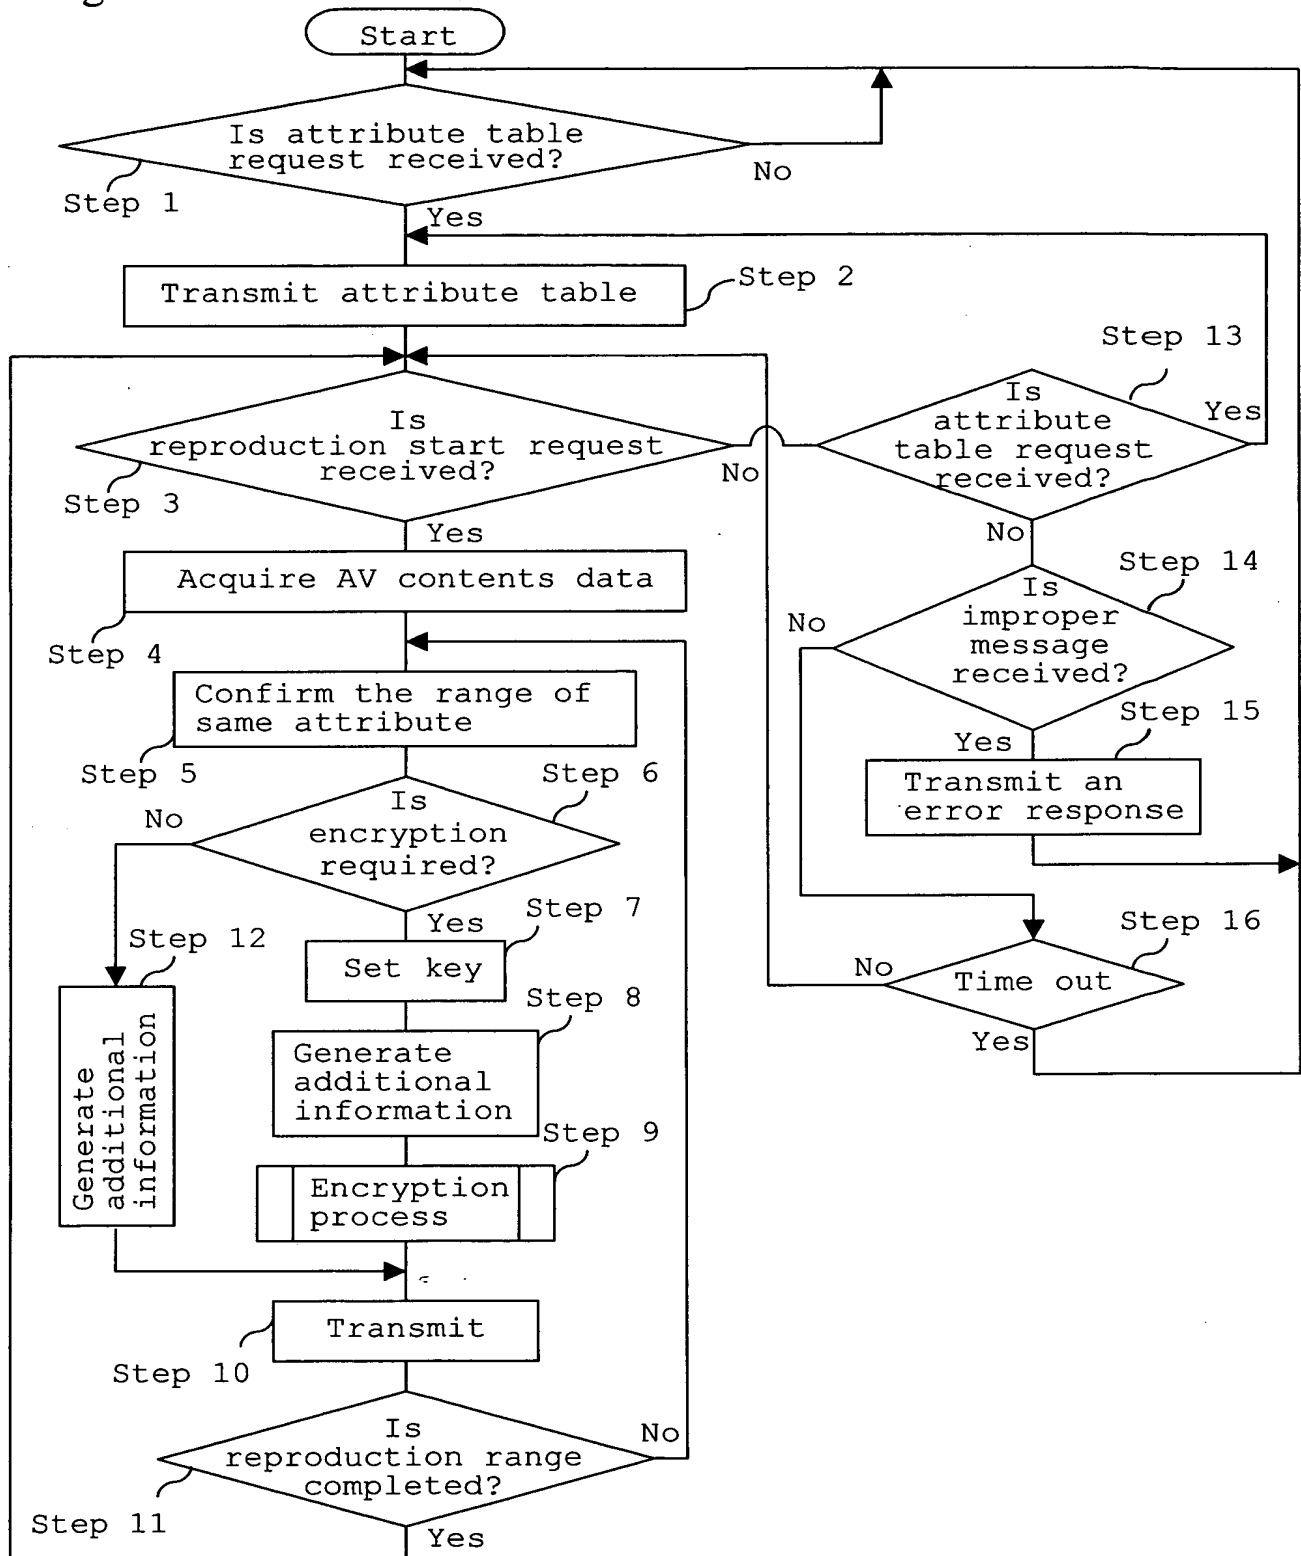 Start
Is attribute table
request received?
No
Step 1
Yes
Transmit attribute table
Step 2
Step 13
Is
reproduction start request
received?
No
Step 3
Is
attribute
table request
received?
Yes
No
Yes
Acquire AV contents data
Step 4
Step 14
Is
improper
message
received?
No
Yes
Confirm the range of
same attribute
Step 5
Step 15
Transmit an
error response
Step 6
Is
encryption
required?
No
Yes
Step 7
Set key
Step 12
Generate
additional
information
Step 16
Time out
No
Yes
Step 8
Generate
additional
information
Step 9
Encryption
process
Transmit
Step 10
Is
reproduction range
completed?
No
Step 11
Yes